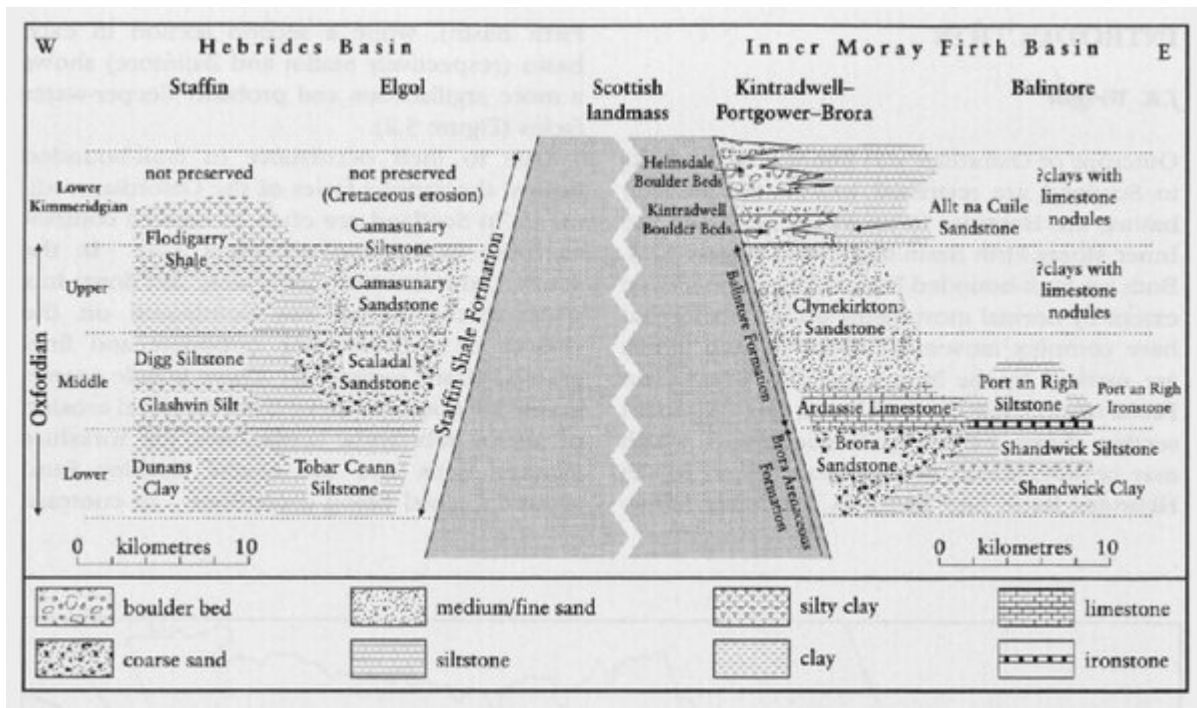 W
Hebrides Basin
Inner Moray Firth Basin
E
Staffin
Elgol
Scottish
landmass
Kintradwell–
Portgower–Brora
Balintore
not preserved
not preserved
(Cretaceous erosion)
Lower
Kimmeridgian
Helmsdale
Boulder Beds
Kintradwell
Boulder Beds
?clays with
limestone
nodules
Allt na Cuile
Sandstone
Flodigarry
Shale
Camasunary
Siltstone
Upper
Camasunary
Sandstone
Clynekirkton
Sandstone
?clays with
limestone
nodules
Oxfordian
Middle
Digg Siltstone
Scaladal
Sandstone
Glashvin Silt
Staffin Shale Formation
Balintore Formation
Port an Righ
Siltstone
Port an Righ
Ironstone
Ardassie Limestone
Lower
Dunans
Clay
Tobar Ceann
Siltstone
Brora Arenaceous
Formation
Brora
Sandstone
Shandwick Siltstone
Shandwick Clay
0 kilometres 10
0 kilometres 10
boulder bed
medium/fine sand
silty clay
limestone
coarse sand
siltstone
clay
ironstone